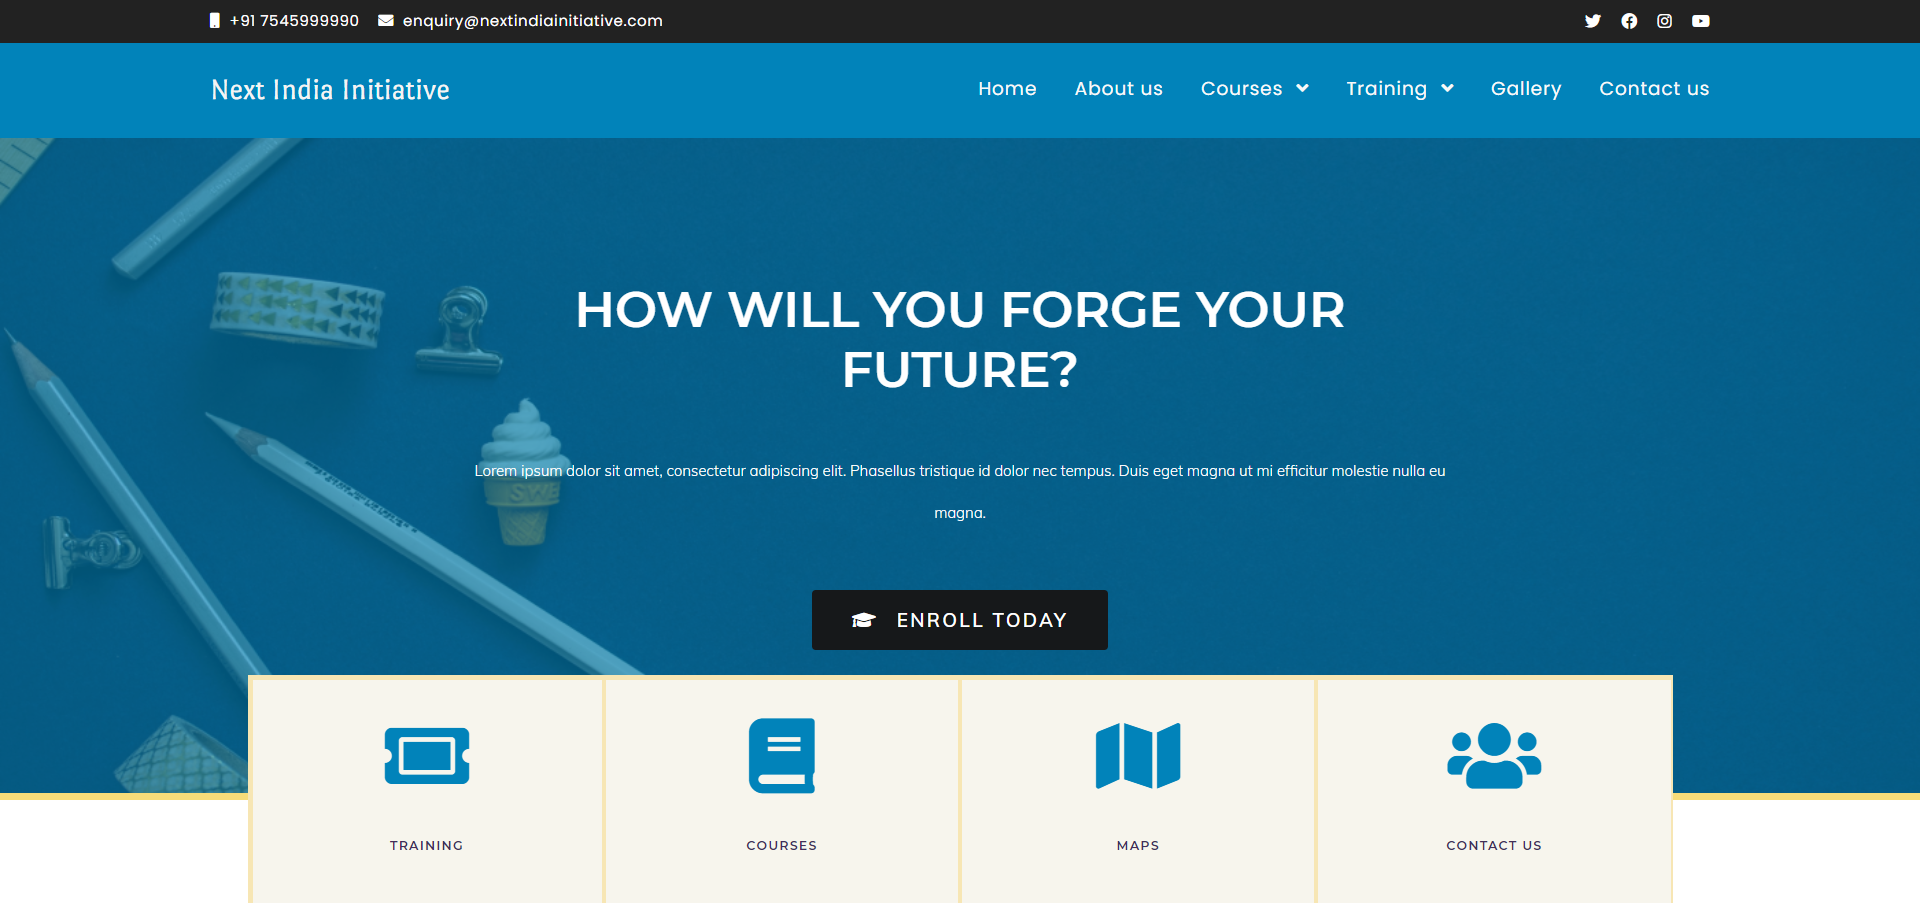 +91 7545999990 enquiry@nextindiainitiative.com
Next India Initiative Home About us Courses Training Gallery Contact us
HOW WILL YOU FORGE YOUR
FUTURE?
Lorem ipsum dolor sit amet, consectetur adipiscing elit. Phasellus tristique id dolor nec tempus. Duis eget magna ut mi efficitur molestie nulla eu
magna.
SWE
ENROLL TODAY
TRAINING COURSES MAPS CONTACT US